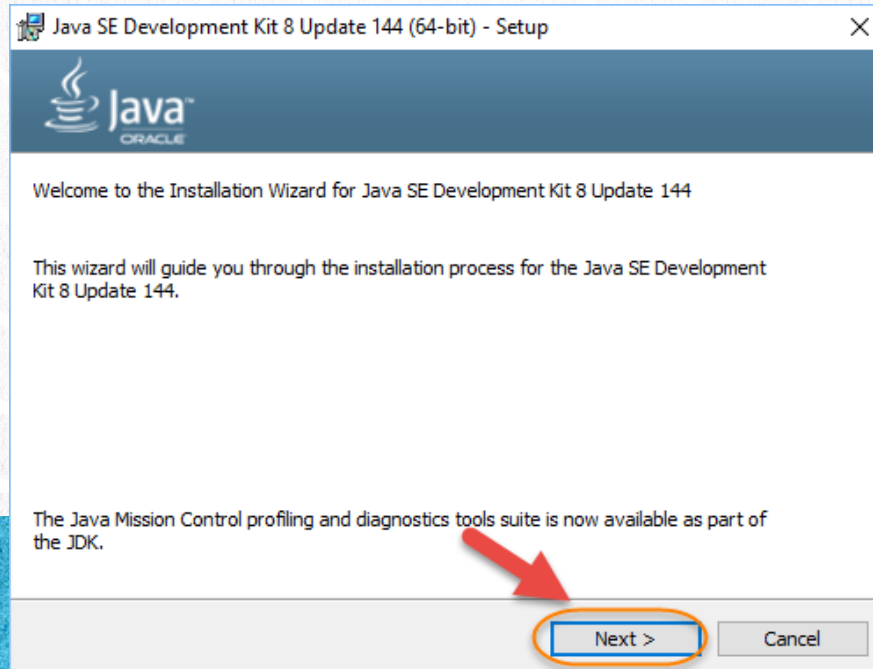 Java SE Development Kit 8 Update 144 (64-bit) - Setup
Java™
ORACLE
Welcome to the Installation Wizard for Java SE Development Kit 8 Update 144
This wizard will guide you through the installation process for the Java SE Development
Kit 8 Update 144.
The Java Mission Control profiling and diagnostics tools suite is now available as part of
the JDK.
Next >
Cancel